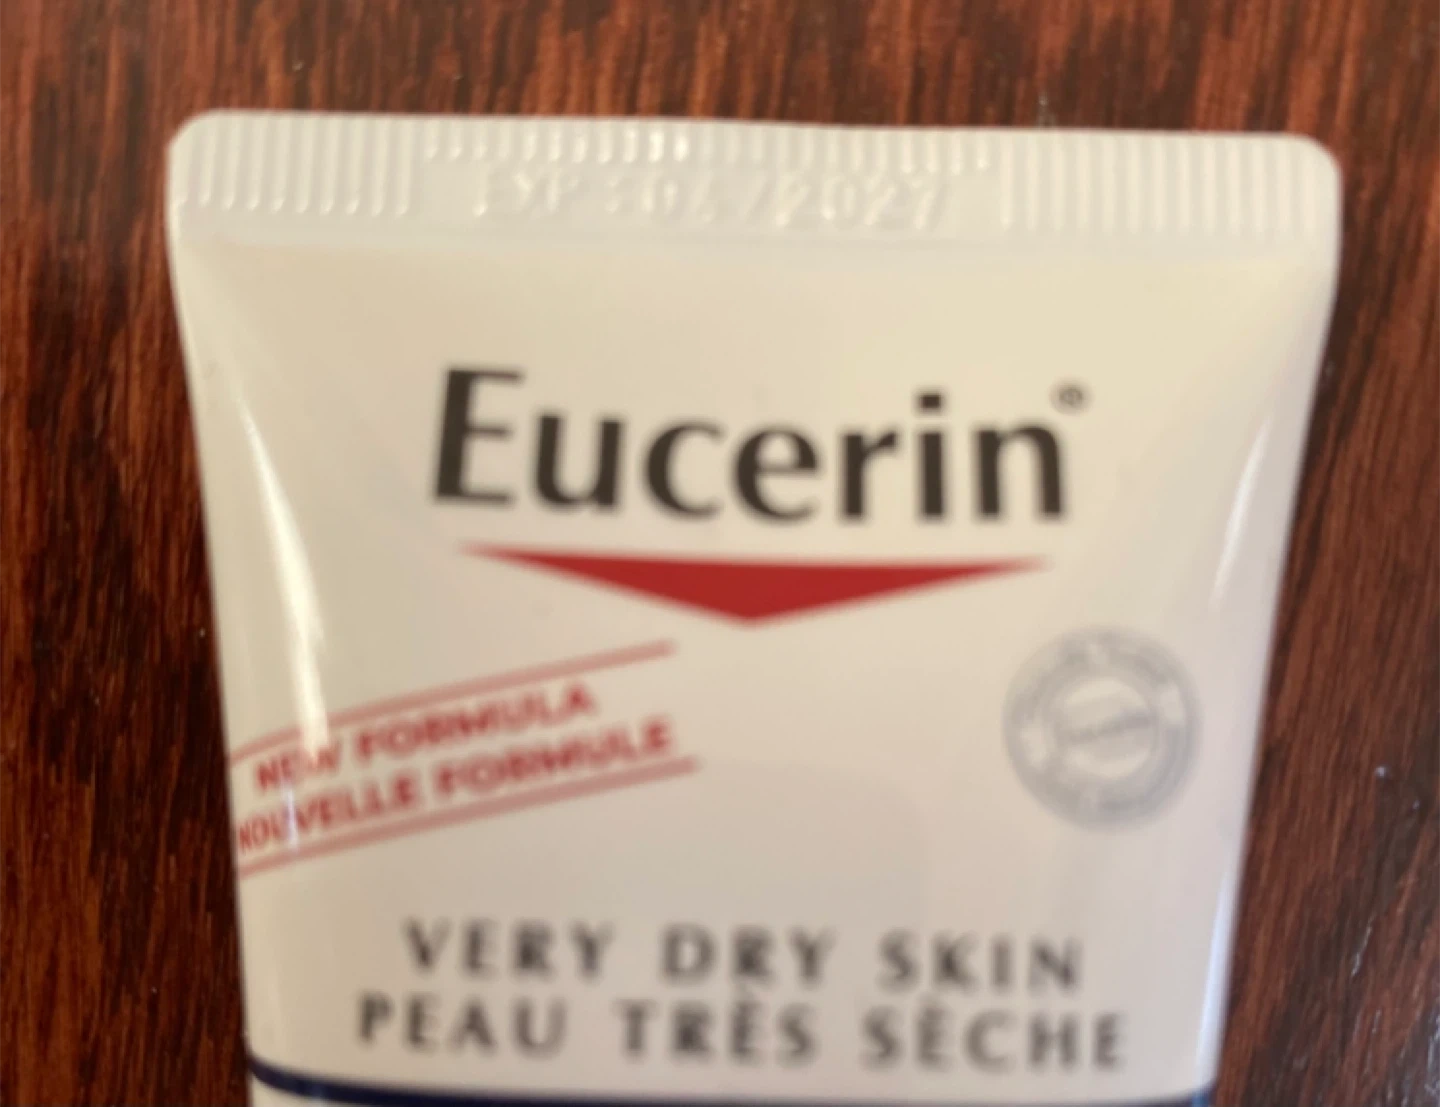 Eucerin®
NEW FORMULA
NOUVELLE FORMULE
VERY DRY SKIN
PEAU TRÈS SÈCHE